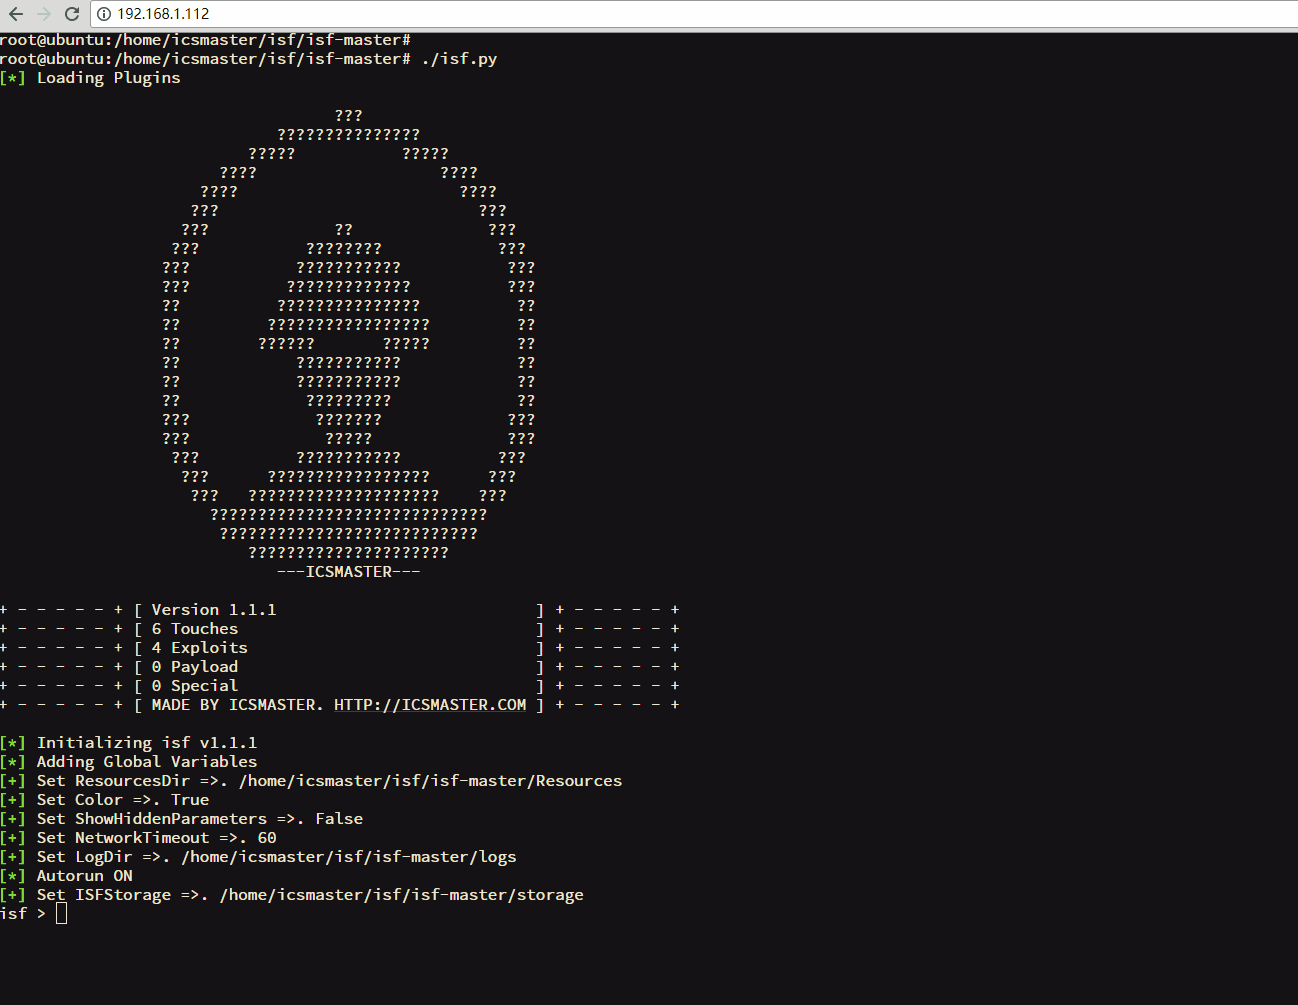 192.168.1.112
root@ubuntu:/home/icsmaster/isf/isf-master#
root@ubuntu:/home/icsmaster/isf/isf-master# ./isf.py
[*] Loading Plugins
???
???????????????
????? ?????
???? ????
???? ????
??? ???
??? ?? ???
??? ???????? ???
??? ??????????? ???
??? ????????????? ???
?? ??????????????? ??
?? ????????????????? ??
?? ?????? ????? ??
?? ??????????? ??
?? ??????????? ??
?? ????????? ??
??? ??????? ???
??? ????? ???
??? ??????????? ???
??? ????????????????? ???
??? ???????????????????? ???
?????????????????????????????
???????????????????????????
?????????????????????
---ICSMASTER---
+ - - - - - + [ Version 1.1.1 ] + - - - - - +
+ - - - - - + [ 6 Touches ] + - - - - - +
+ - - - - - + [ 4 Exploits ] + - - - - - +
+ - - - - - + [ 0 Payload ] + - - - - - +
+ - - - - - + [ 0 Special ] + - - - - - +
+ - - - - - + [ MADE BY ICSMASTER. HTTP://ICSMASTER.COM ] + - - - - - +
[*] Initializing isf v1.1.1
[*] Adding Global Variables
[+] Set ResourcesDir =>. /home/icsmaster/isf/isf-master/Resources
[+] Set Color =>. True
[+] Set ShowHiddenParameters =>. False
[+] Set NetworkTimeout =>. 60
[+] Set LogDir =>. /home/icsmaster/isf/isf-master/logs
[*] Autorun ON
[+] Set ISFStorage =>. /home/icsmaster/isf/isf-master/storage
isf >